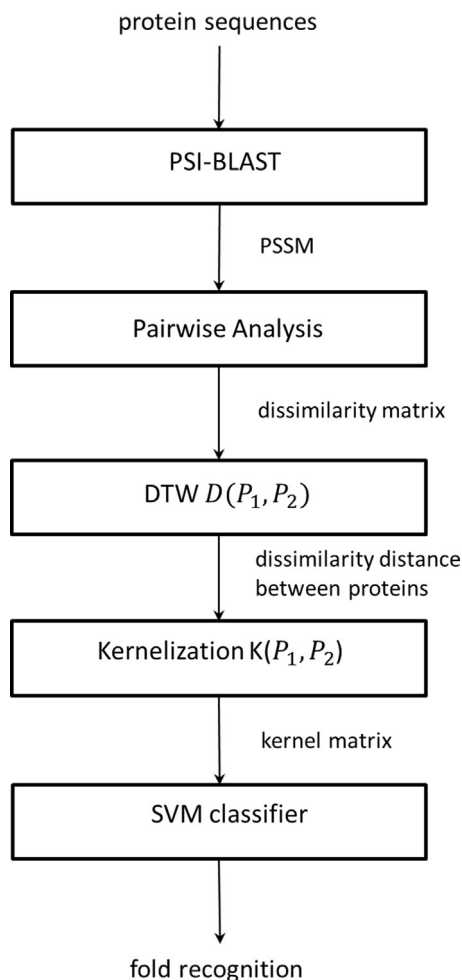 protein sequences
PSI-BLAST
PSSM
Pairwise Analysis
dissimilarity matrix
DTW D(P₁, P₂)
dissimilarity distance
between proteins
Kernelization K(P₁, P₂)
kernel matrix
SVM classifier
fold recognition